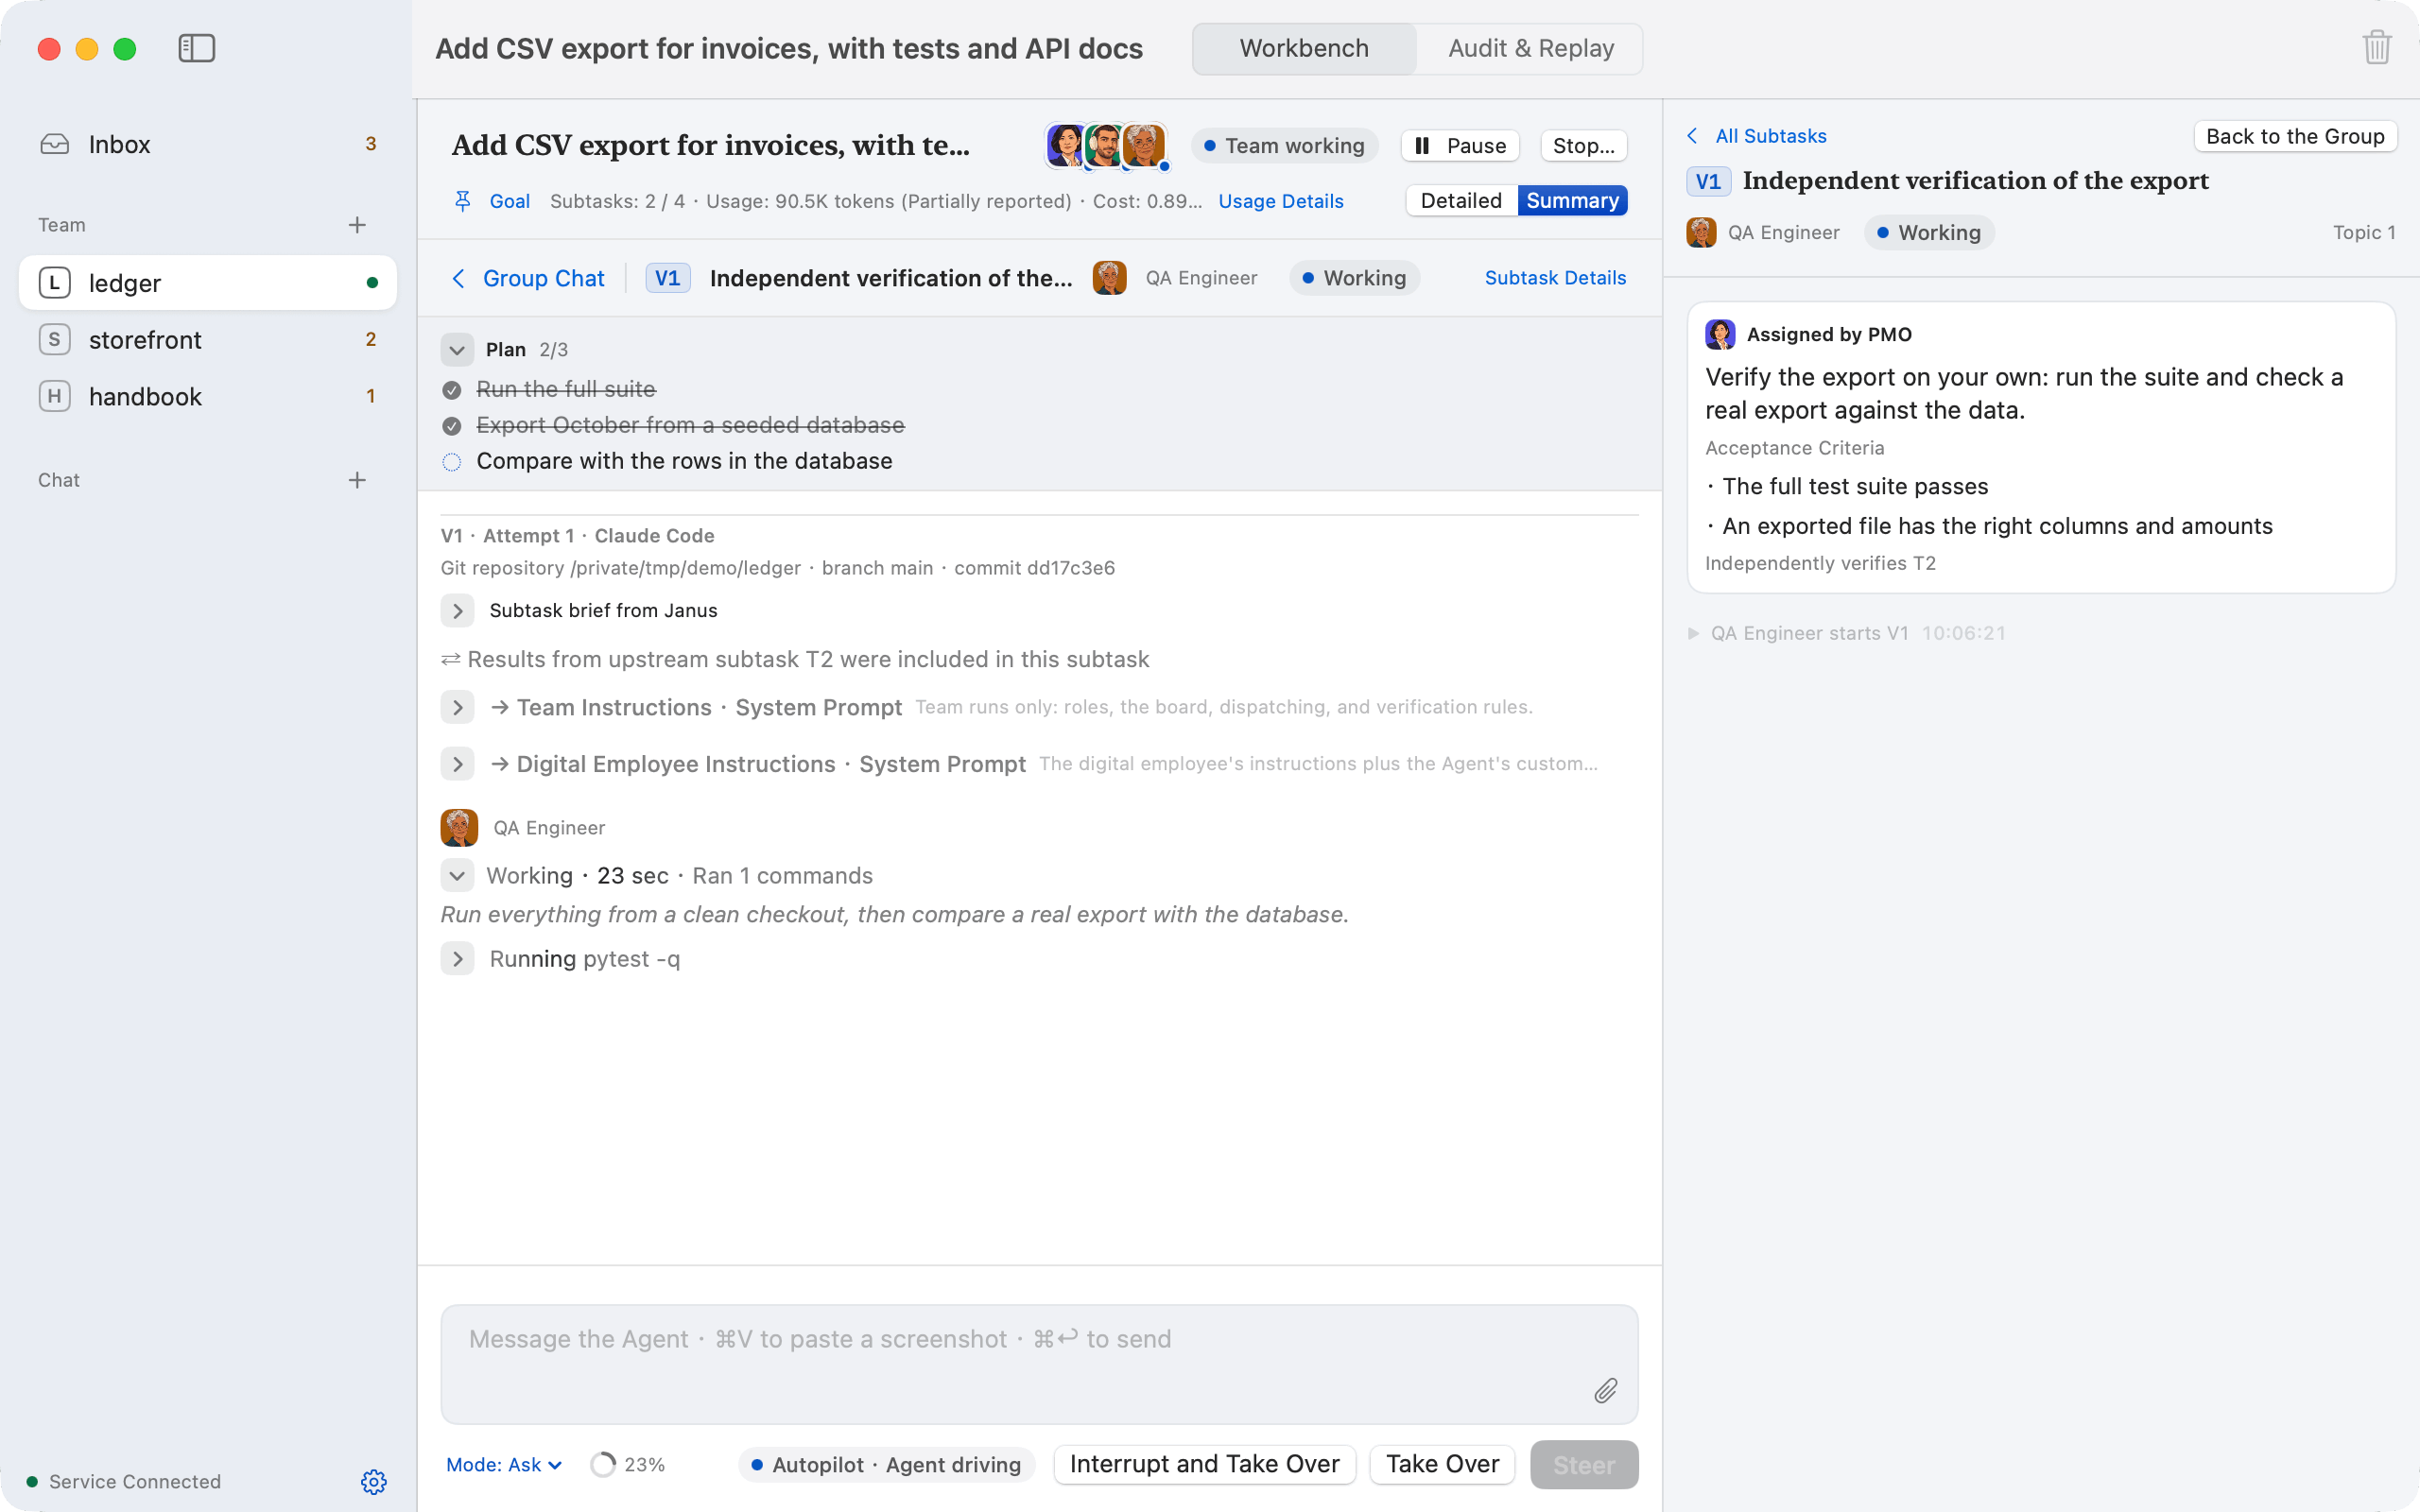 Add CSV export for invoices, with tests and API docs
Workbench
Audit & Replay
Inbox 3
Team
L ledger
S storefront 2
H handbook 1
Chat
Service Connected
Add CSV export for invoices, with te...
Team working
Pause
Stop...
Goal Subtasks: 2 / 4 · Usage: 90.5K tokens (Partially reported) · Cost: 0.89... Usage Details
Detailed Summary
Group Chat V1 Independent verification of the... QA Engineer Working Subtask Details
Plan 2/3
Run the full suite
Export October from a seeded database
Compare with the rows in the database
V1 · Attempt 1 · Claude Code
Git repository /private/tmp/demo/ledger · branch main · commit dd17c3e6
Subtask brief from Janus
⇄ Results from upstream subtask T2 were included in this subtask
→ Team Instructions · System Prompt Team runs only: roles, the board, dispatching, and verification rules.
→ Digital Employee Instructions · System Prompt The digital employee's instructions plus the Agent's custom...
QA Engineer
Working · 23 sec · Ran 1 commands
Run everything from a clean checkout, then compare a real export with the database.
Running pytest -q
Message the Agent · ⌘V to paste a screenshot · ⌘↩ to send
Mode: Ask 23% Autopilot · Agent driving Interrupt and Take Over Take Over Steer
All Subtasks
Back to the Group
V1 Independent verification of the export
QA Engineer Working Topic 1
Assigned by PMO
Verify the export on your own: run the suite and check a
real export against the data.
Acceptance Criteria
· The full test suite passes
· An exported file has the right columns and amounts
Independently verifies T2
QA Engineer starts V1 10:06:21